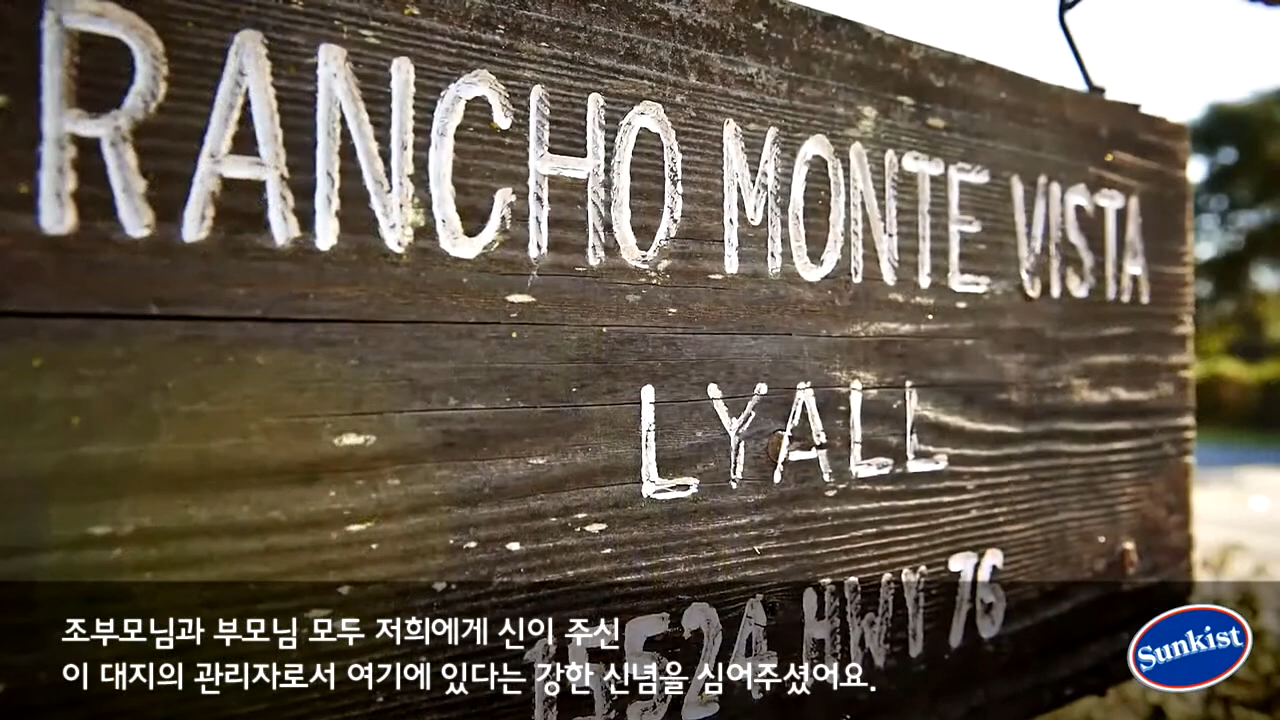 RANCHO MONTE VISTA
LYALL
15524 HWY 76
조부모님과 부모님 모두 저희에게 신이 주신
이 대지의 관리자로서 여기에 있다는 강한 신념을 심어주셨어요.
Sunkist